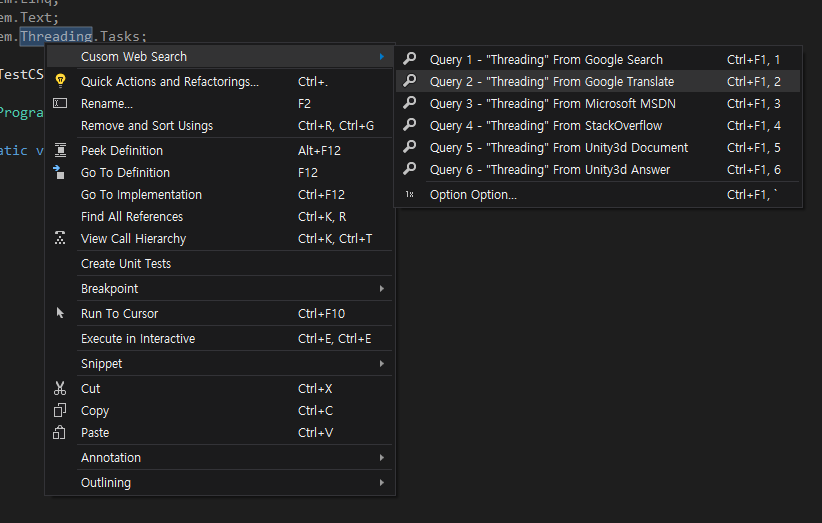 em.Linq;
em.Text;
em.Threading.Tasks;
TestCS
Progra
atic v
Cusom Web Search
Quick Actions and Refactorings... Ctrl+.
Rename... F2
Remove and Sort Usings Ctrl+R, Ctrl+G
Peek Definition Alt+F12
Go To Definition F12
Go To Implementation Ctrl+F12
Find All References Ctrl+K, R
View Call Hierarchy Ctrl+K, Ctrl+T
Create Unit Tests
Breakpoint
Run To Cursor Ctrl+F10
Execute in Interactive Ctrl+E, Ctrl+E
Snippet
Cut Ctrl+X
Copy Ctrl+C
Paste Ctrl+V
Annotation
Outlining
Query 1 - "Threading" From Google Search Ctrl+F1, 1
Query 2 - "Threading" From Google Translate Ctrl+F1, 2
Query 3 - "Threading" From Microsoft MSDN Ctrl+F1, 3
Query 4 - "Threading" From StackOverflow Ctrl+F1, 4
Query 5 - "Threading" From Unity3d Document Ctrl+F1, 5
Query 6 - "Threading" From Unity3d Answer Ctrl+F1, 6
Option Option... Ctrl+F1, `